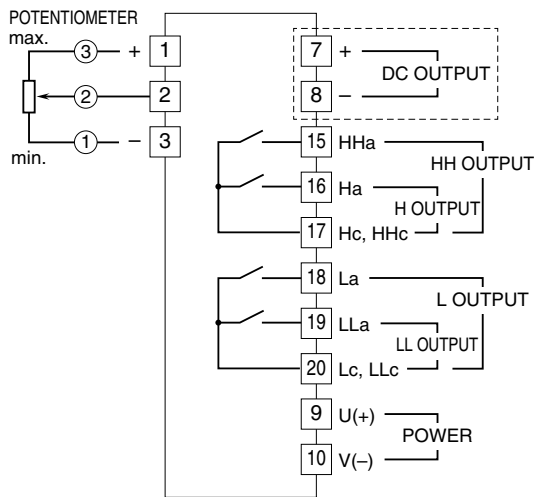 POTENTIOMETER
max.
3 + 1
2 2
1 − 3
min.
7 +
DC OUTPUT
8 −
15 HHa
HH OUTPUT
16 Ha
H OUTPUT
17 Hc, HHc
18 La
L OUTPUT
19 LLa
LL OUTPUT
20 Lc, LLc
9 U(+)
POWER
10 V(−)